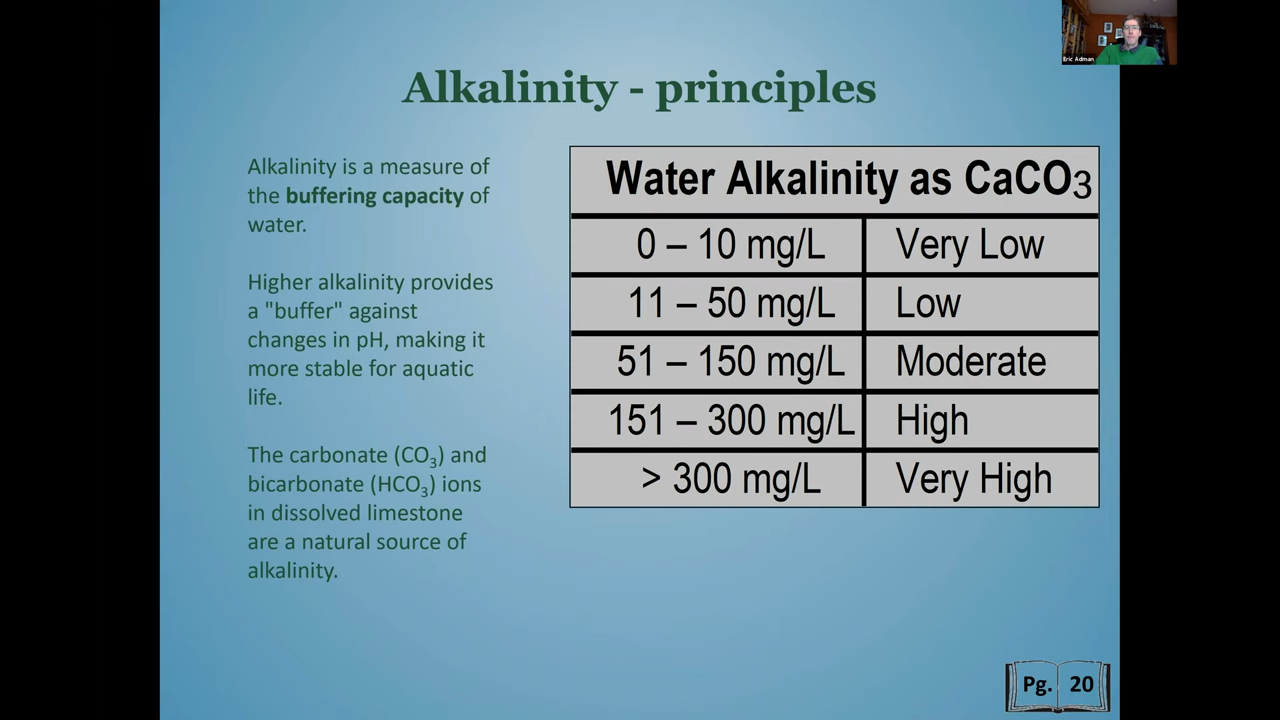 Eric Adman
Alkalinity - principles
Alkalinity is a measure of
the buffering capacity of
water.
Higher alkalinity provides
a "buffer" against
changes in pH, making it
more stable for aquatic
life.
The carbonate (CO₃) and
bicarbonate (HCO₃) ions
in dissolved limestone
are a natural source of
alkalinity.
Water Alkalinity as CaCO₃
0 – 10 mg/L Very Low
11 – 50 mg/L Low
51 – 150 mg/L Moderate
151 – 300 mg/L High
> 300 mg/L Very High
Pg. 20